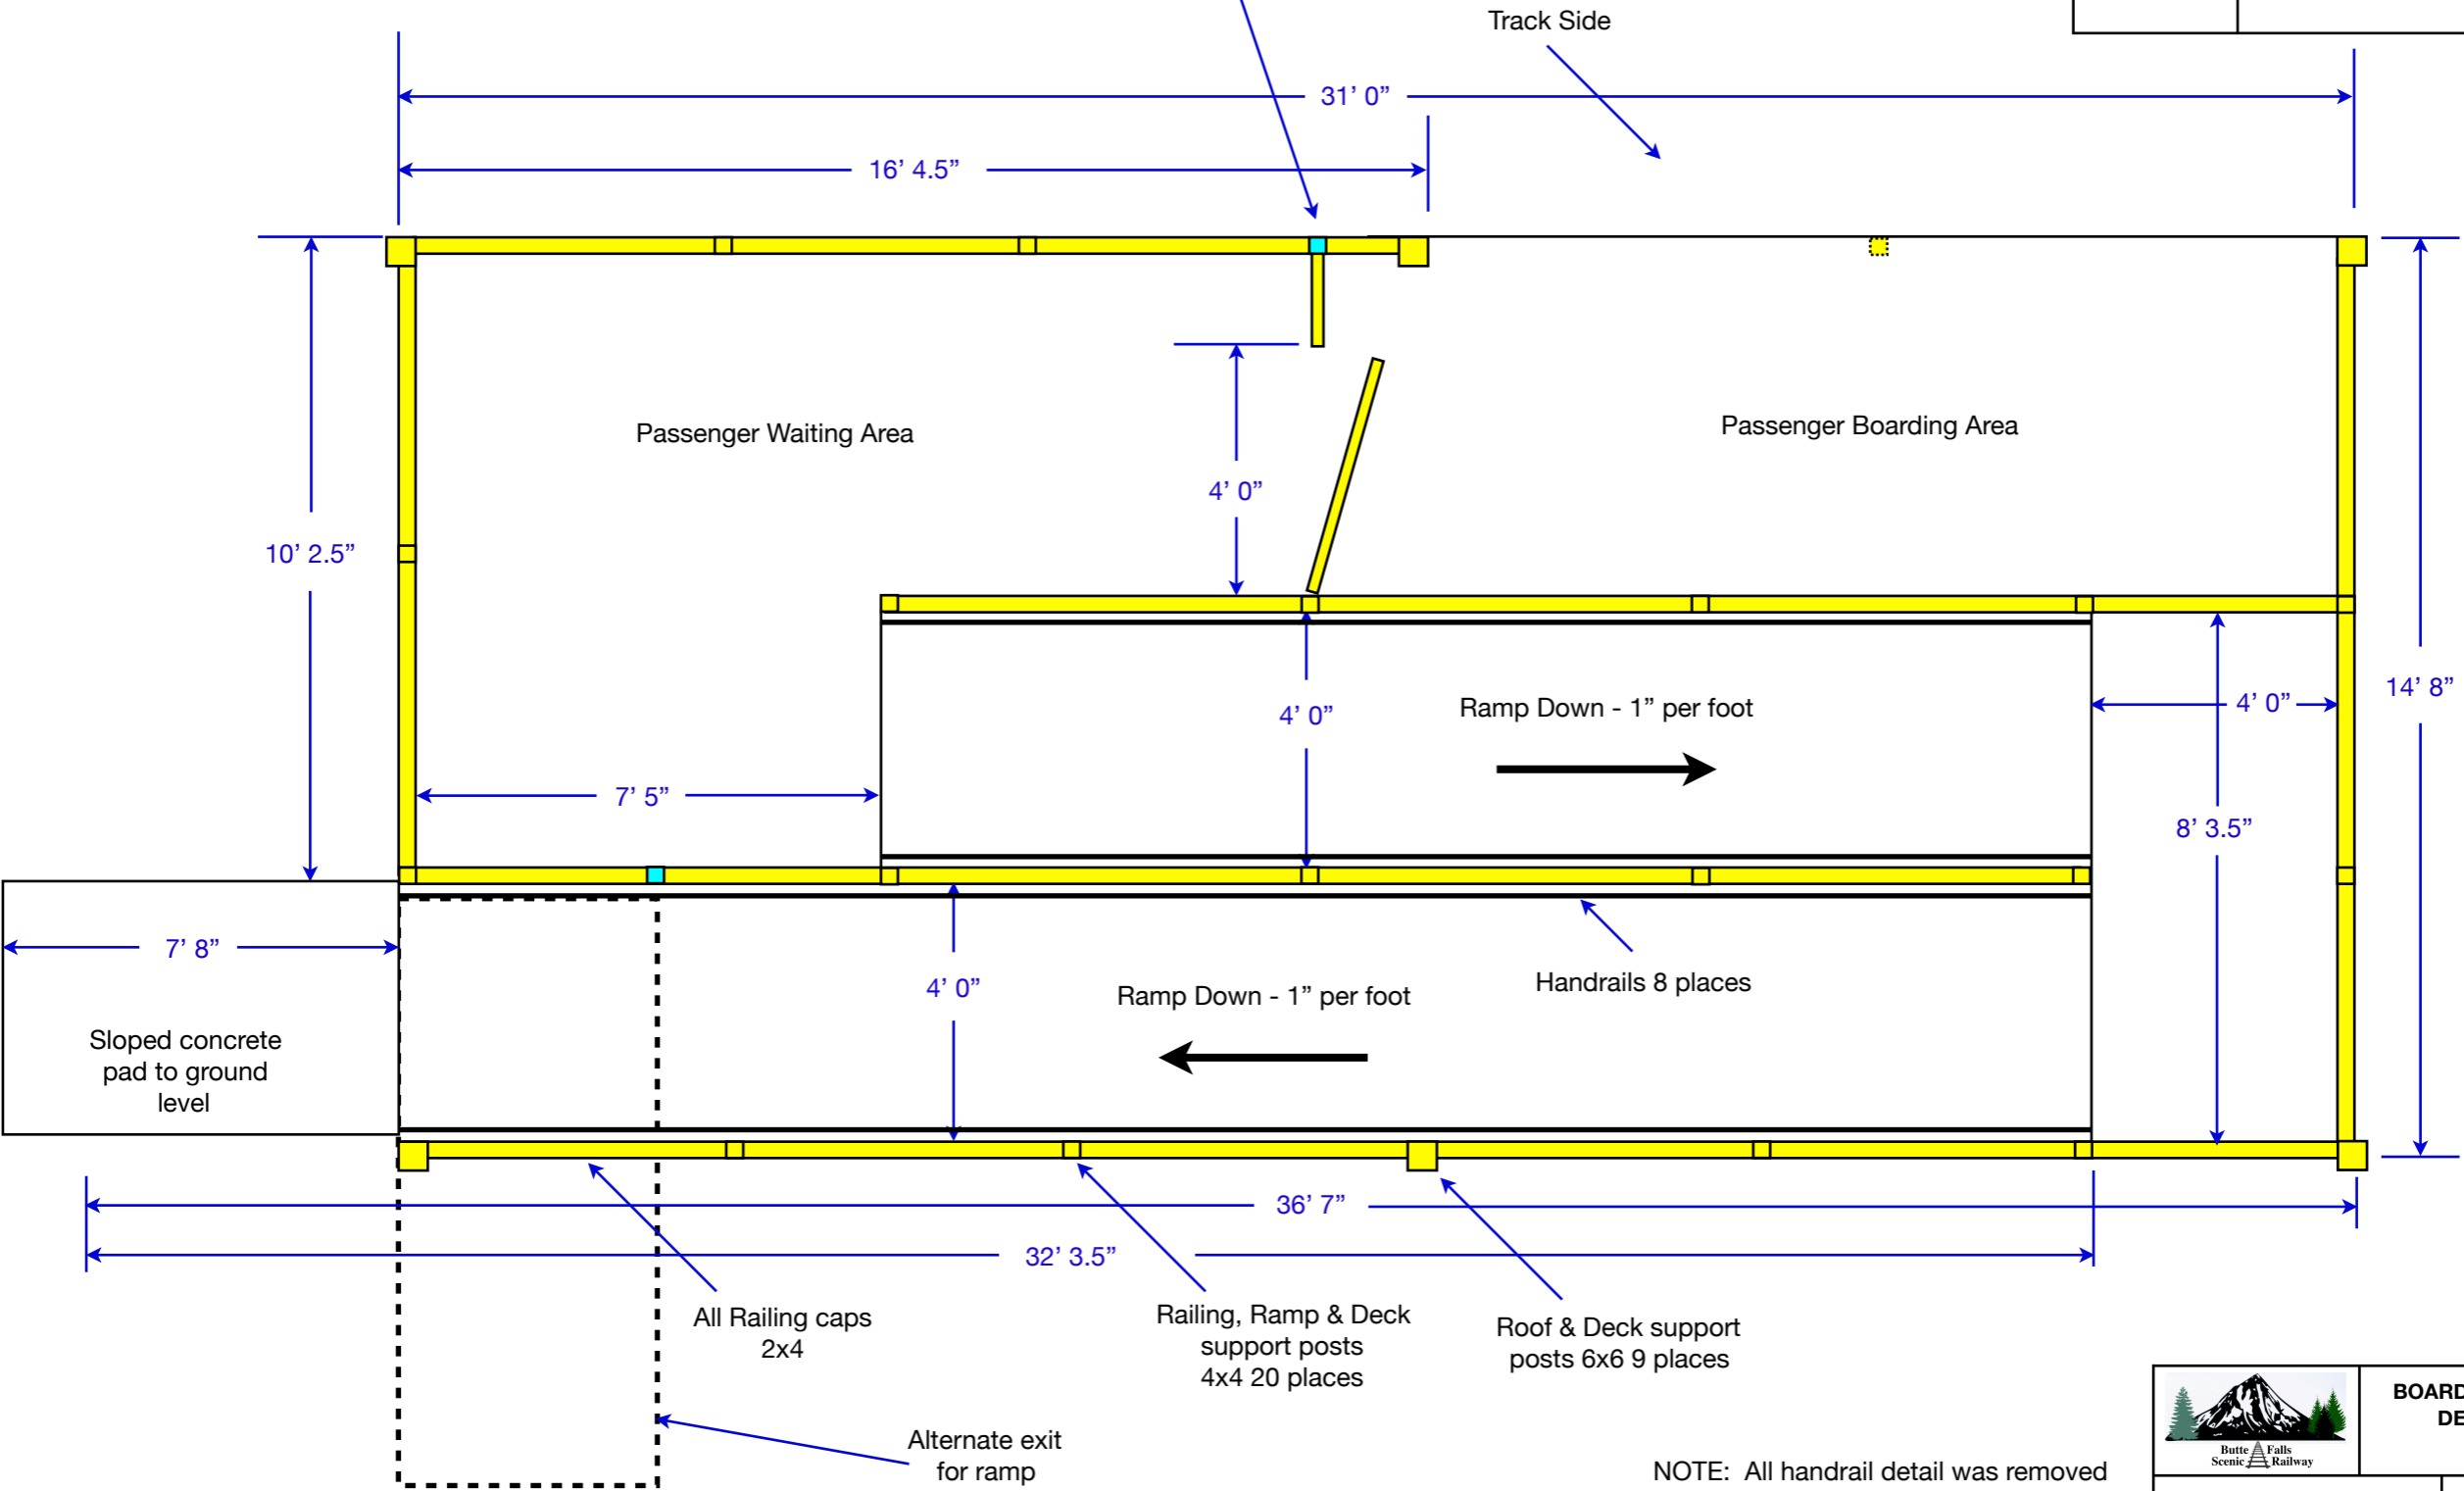 Track Side
31’ 0”
16’ 4.5”
Passenger Waiting Area
Passenger Boarding Area
4’ 0”
10’ 2.5”
4’ 0”
Ramp Down - 1” per foot
4’ 0”
14’ 8”
7’ 5”
8’ 3.5”
7’ 8”
4’ 0”
Ramp Down - 1” per foot
Handrails 8 places
Sloped concrete
pad to ground
level
36’ 7”
32’ 3.5”
All Railing caps
2x4
Railing, Ramp & Deck
support posts
4x4 20 places
Roof & Deck support
posts 6x6 9 places
Alternate exit
for ramp
NOTE: All handrail detail was removed
Butte Falls
Scenic Railway